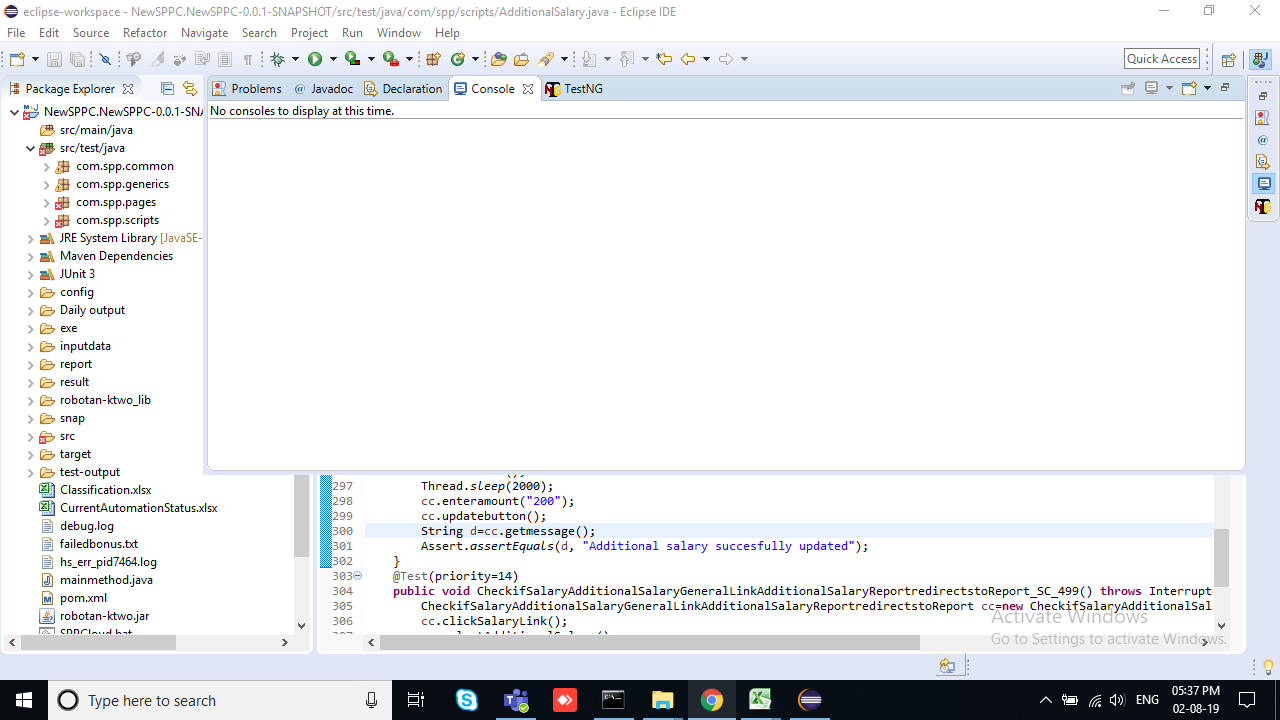 eclipse-workspace - NewSPPC.NewSPPC-0.0.1-SNAPSHOT/src/test/java/com/spp/scripts/AdditionalSalary.java - Eclipse IDE
File Edit Source Refactor Navigate Search Project Run Window Help
Quick Access
Package Explorer
Problems @ Javadoc Declaration Console TestNG
No consoles to display at this time.
NewSPPC.NewSPPC-0.0.1-SNA
src/main/java
src/test/java
com.spp.common
com.spp.generics
com.spp.pages
com.spp.scripts
JRE System Library [JavaSE-
Maven Dependencies
JUnit 3
config
Daily output
exe
inputdata
report
result
robotan-ktwo_lib
snap
src
target
test-output
Classification.xlsx
CurrentAutomationStatus.xlsx
debug.log
failedbonus.txt
hs_err_pid7464.log
mainmethod.java
pom.xml
robotan-ktwo.jar
SPPCloud.bat
297 Thread.sleep(2000);
298 cc.enteramount("200");
299 cc.updatebutton();
300 String d=cc.getmessage();
301 Assert.assertEquals(d, "Additional salary succesfully updated");
302 }
303 @Test(priority=14)
304 public void CheckifSalaryAdditionalSalaryGeneralLinkAdditionalSalaryReportredirectstoReport_SC_499() throws Interrupt
305 CheckifSalaryAdditionalSalaryGeneralLinkAdditionalSalaryReportredirectstoReport cc=new CheckifSalaryAdditionalSal
306 cc.clickSalaryLink();
Activate Windows
Go to Settings to activate Windows.
Type here to search
ENG
05:37 PM
02-08-19